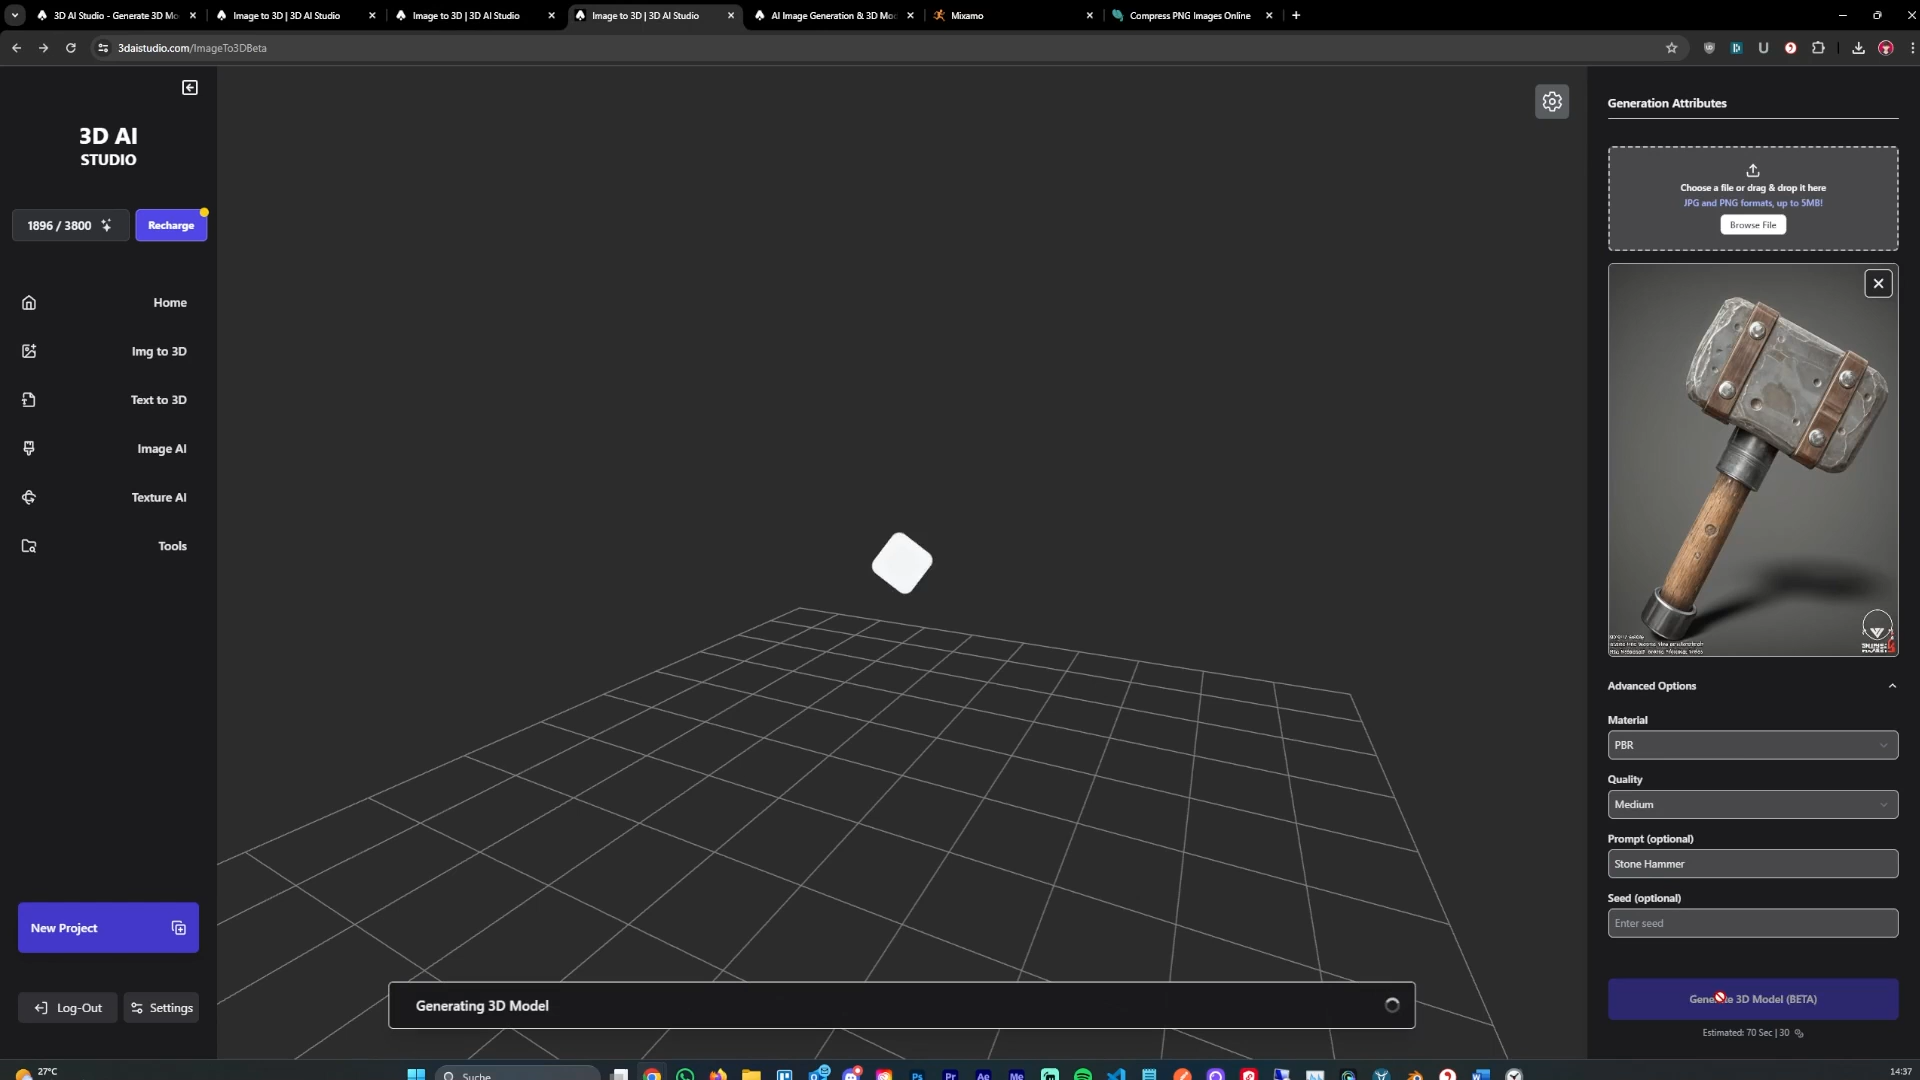 3D AI Studio - Generate 3D Mo
Image to 3D | 3D AI Studio
Image to 3D | 3D AI Studio
Image to 3D | 3D AI Studio
AI Image Generation & 3D Mo
Mixamo
Compress PNG Images Online
3daistudio.com/ImageTo3DBeta
3D AI
STUDIO
1896 / 3800
Recharge
Home
Img to 3D
Text to 3D
Image AI
Texture AI
Tools
New Project
Log-Out
Settings
Generating 3D Model
Generation Attributes
Choose a file or drag & drop it here
JPG and PNG formats, up to 5MB!
Browse File
Advanced Options
Material
PBR
Quality
Medium
Prompt (optional)
Stone Hammer
Seed (optional)
Enter seed
Generate 3D Model (BETA)
Estimated: 70 Sec | 30
27°C
Suche
14:37